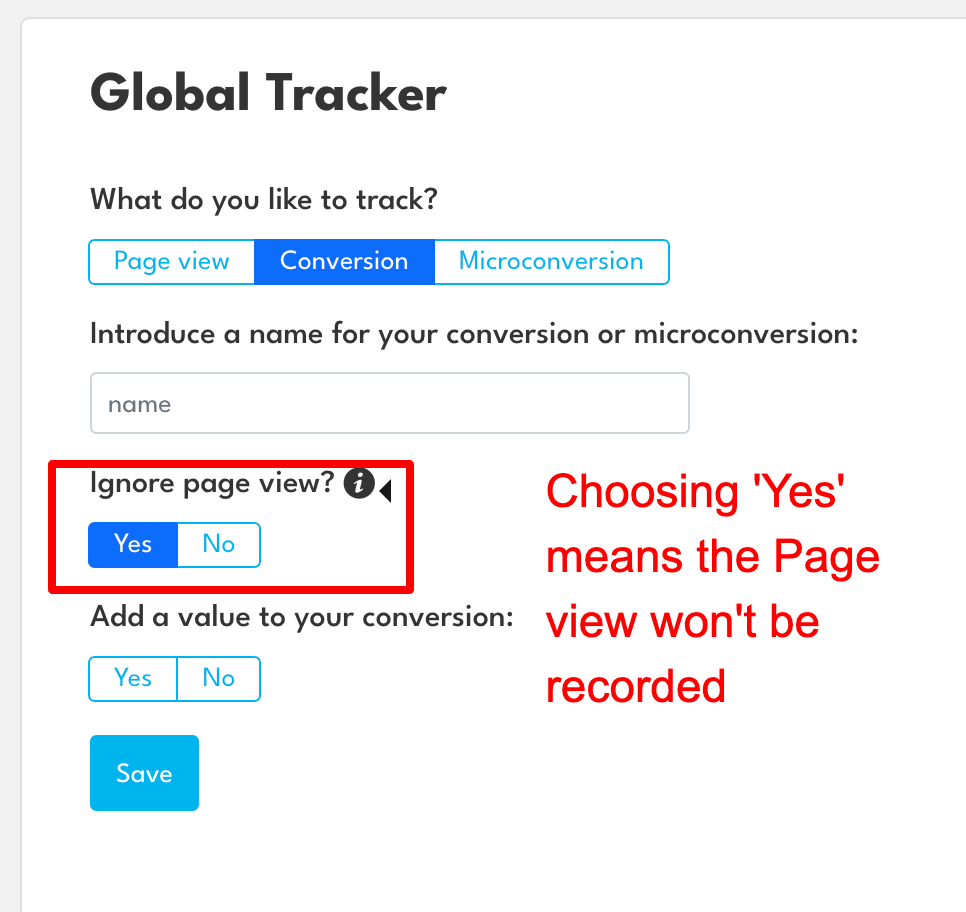 Global Tracker
What do you like to track?
Page view Conversion Microconversion
Introduce a name for your conversion or microconversion:
name
Ignore page view? i
Yes No
Choosing 'Yes'
means the Page
view won't be
recorded
Add a value to your conversion:
Yes No
Save